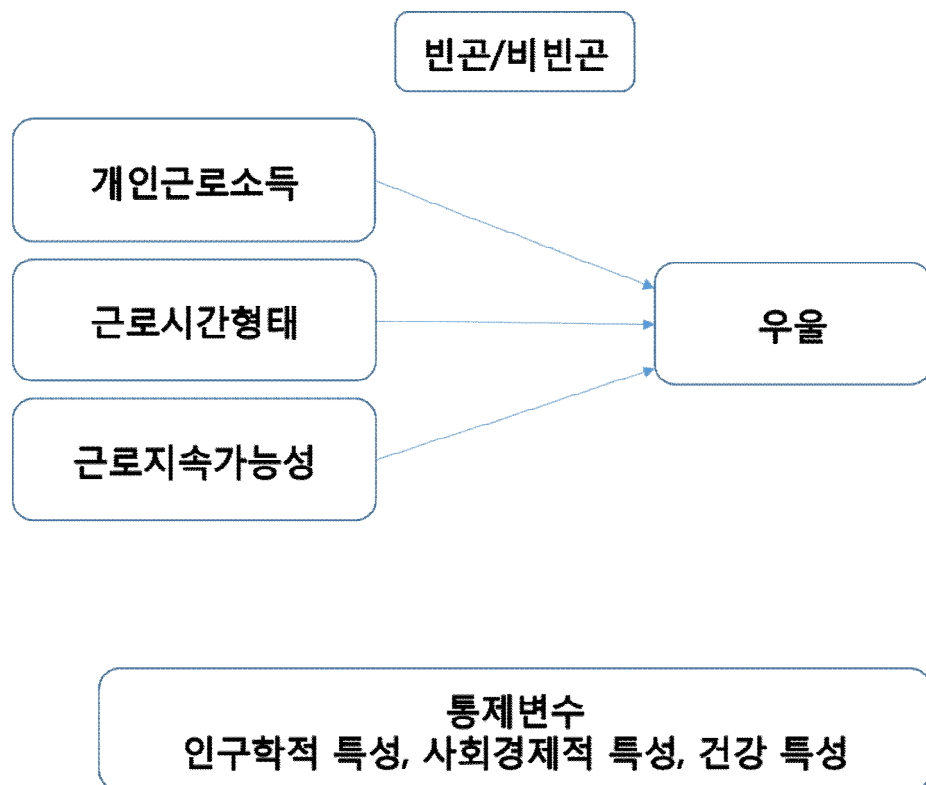 빈곤/비빈곤
개인근로소득
근로시간형태
우울
근로지속가능성
통제변수
인구학적 특성, 사회경제적 특성, 건강 특성